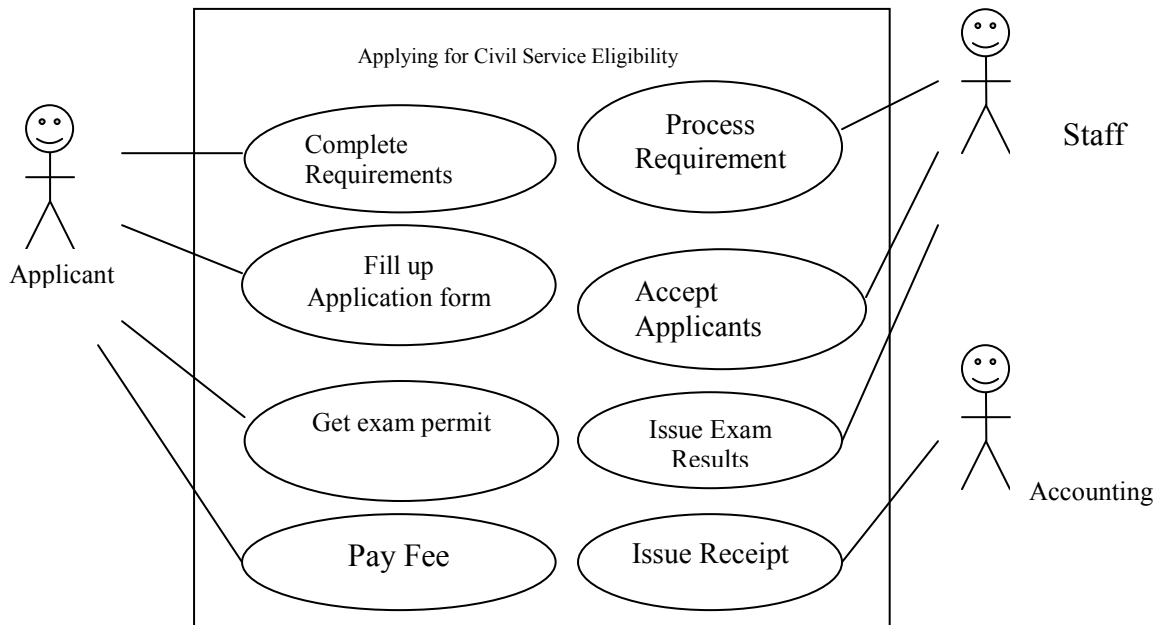 Applying for Civil Service Eligibility
Complete
Requirements
Process
Requirement
Staff
Applicant
Fill up
Application form
Accept
Applicants
Get exam permit
Issue Exam
Results
Accounting
Pay Fee
Issue Receipt